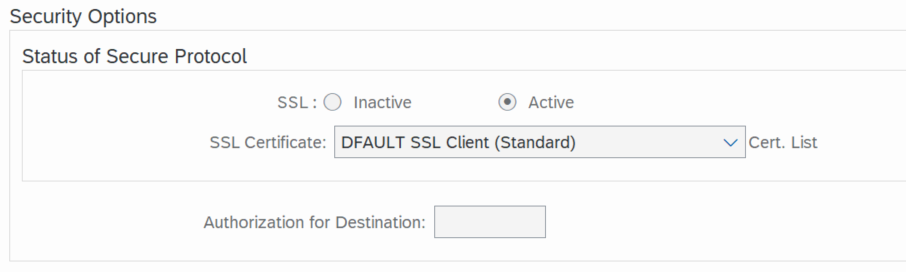 Security Options
Status of Secure Protocol
SSL : Inactive Active
SSL Certificate: DFAULT SSL Client (Standard) Cert. List
Authorization for Destination: